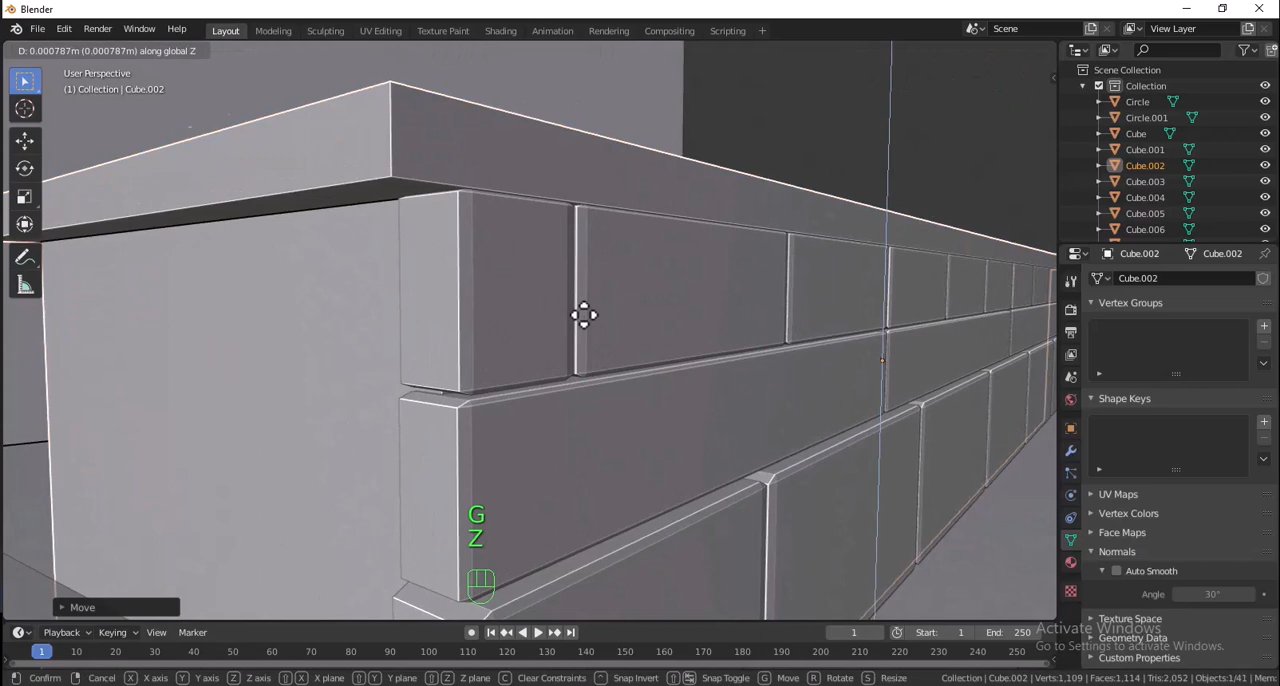 Blender
File Edit Render Window Help
Layout Modeling Sculpting UV Editing Texture Paint Shading Animation Rendering Compositing Scripting
Scene
View Layer
D: 0.000787m (0.000787m) along global Z
User Perspective
(1) Collection | Cube.002
Scene Collection
Collection
Circle
Circle.001
Cube
Cube.001
Cube.002
Cube.003
Cube.004
Cube.005
Cube.006
Cube.002 Cube.002
Cube.002
Vertex Groups
Shape Keys
UV Maps
Vertex Colors
Face Maps
Normals
Auto Smooth
Angle 30°
Texture Space
Geometry Data
Custom Properties
G
Z
Move
Activate Windows
Go to Settings to activate Windows.
Playback Keying View Marker
1 Start: 1 End: 250
1 10 20 30 40 50 60 70 80 90 100 110 120 130 140 150 160 170 180 190 200 210 220 230 240 250
Confirm Cancel X X axis Y Y axis Z Z axis X X plane Y Y plane Z Z plane C Clear Constraints Snap Invert Snap Toggle G Move R Rotate S Resize Collection | Cube.002 | Verts:1,109 | Faces:1,114 | Tris:2,052 | Objects:1/41 | Mem: